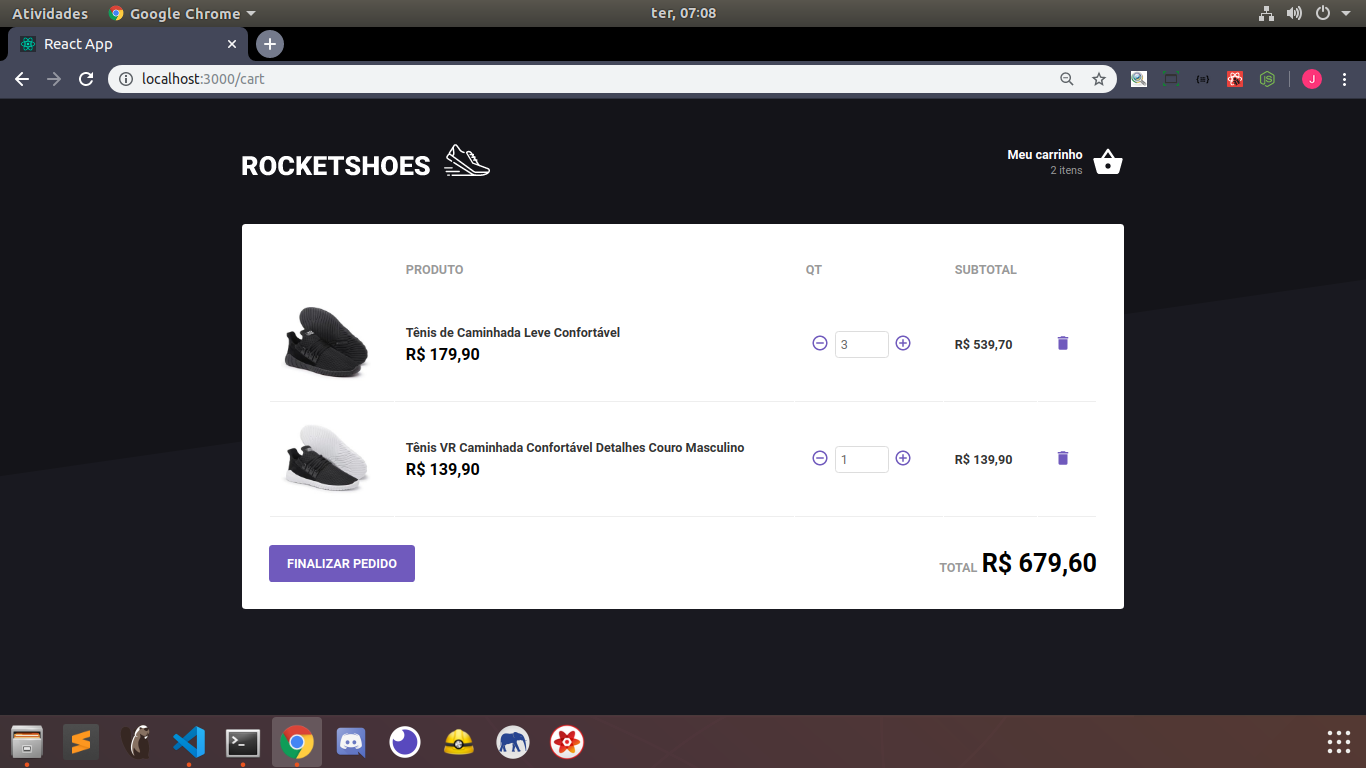 Atividades Google Chrome ter, 07:08
React App
localhost:3000/cart J
ROCKETSHOES
Meu carrinho
2 itens
PRODUTO QT SUBTOTAL
Tênis de Caminhada Leve Confortável
R$ 179,90
3
R$ 539,70
Tênis VR Caminhada Confortável Detalhes Couro Masculino
R$ 139,90
1
R$ 139,90
FINALIZAR PEDIDO
TOTAL R$ 679,60